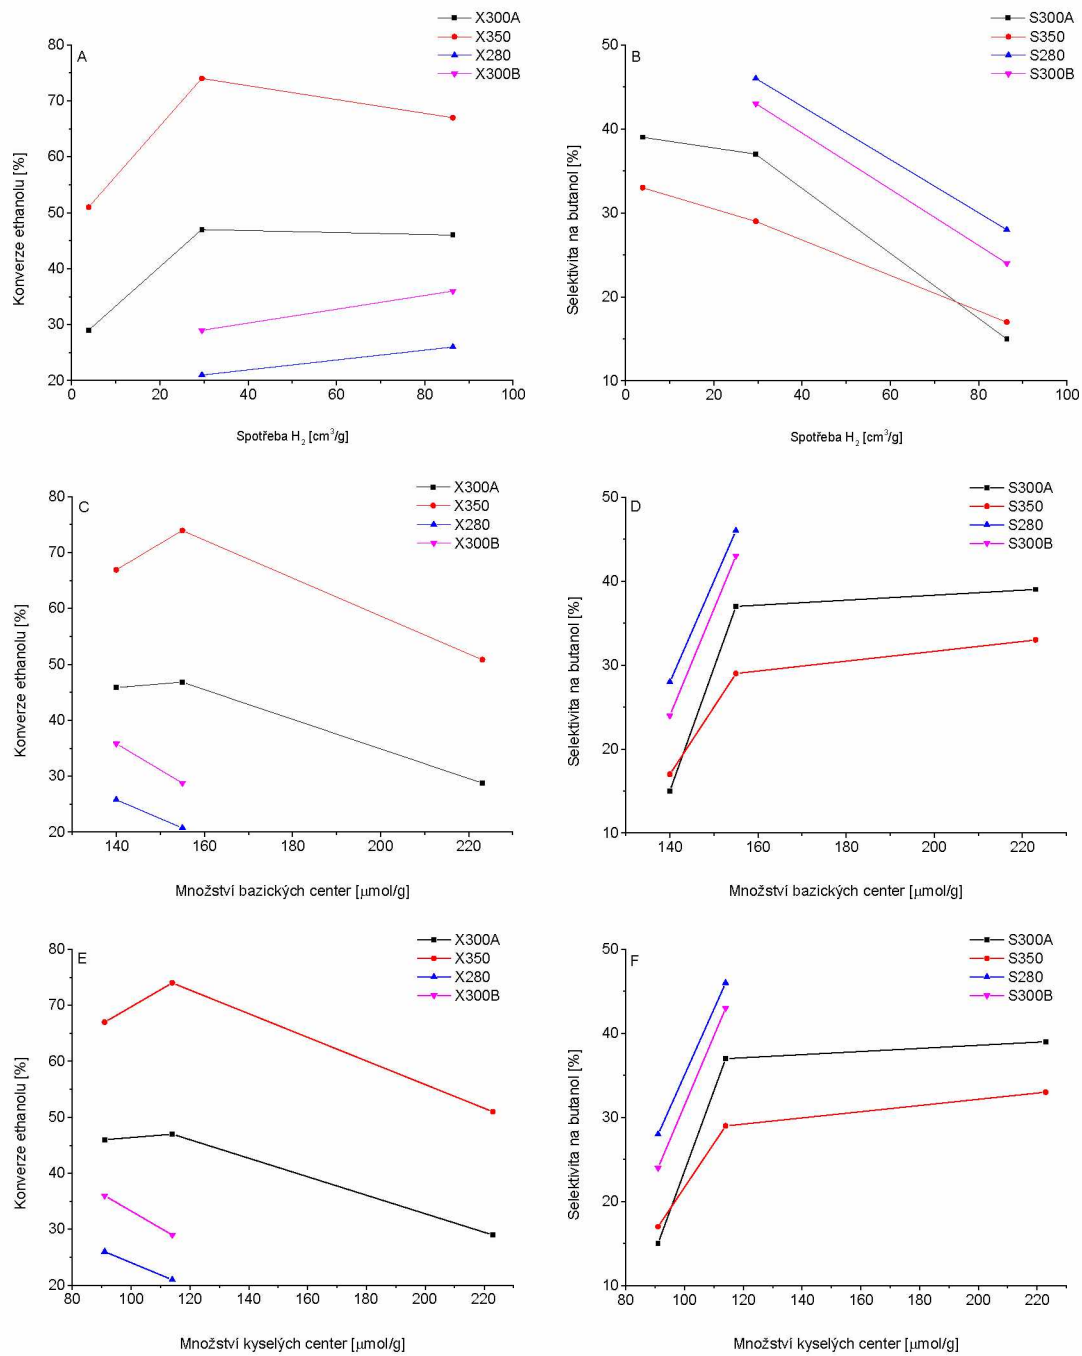 A
X300A
X350
X280
X300B
80
70
60
50
40
30
20
0 20 40 60 80 100
Konverze ethanolu [%]
Spotřeba H₂ [cm³/g]
B
S300A
S350
S280
S300B
50
40
30
20
10
0 20 40 60 80 100
Selektivita na butanol [%]
Spotřeba H₂ [cm³/g]
C
X300A
X350
X280
X300B
80
70
60
50
40
30
20
140 160 180 200 220
Konverze ethanolu [%]
Množství bazických center [μmol/g]
D
S300A
S350
S280
S300B
50
40
30
20
10
140 160 180 200 220
Selektivita na butanol [%]
Množství bazických center [μmol/g]
E
X300A
X350
X280
X300B
80
70
60
50
40
30
20
80 100 120 140 160 180 200 220
Konverze ethanolu [%]
Množství kyselých center [μmol/g]
F
S300A
S350
S280
S300B
50
40
30
20
10
80 100 120 140 160 180 200 220
Selektivita na butanol [%]
Množství kyselých center [μmol/g]